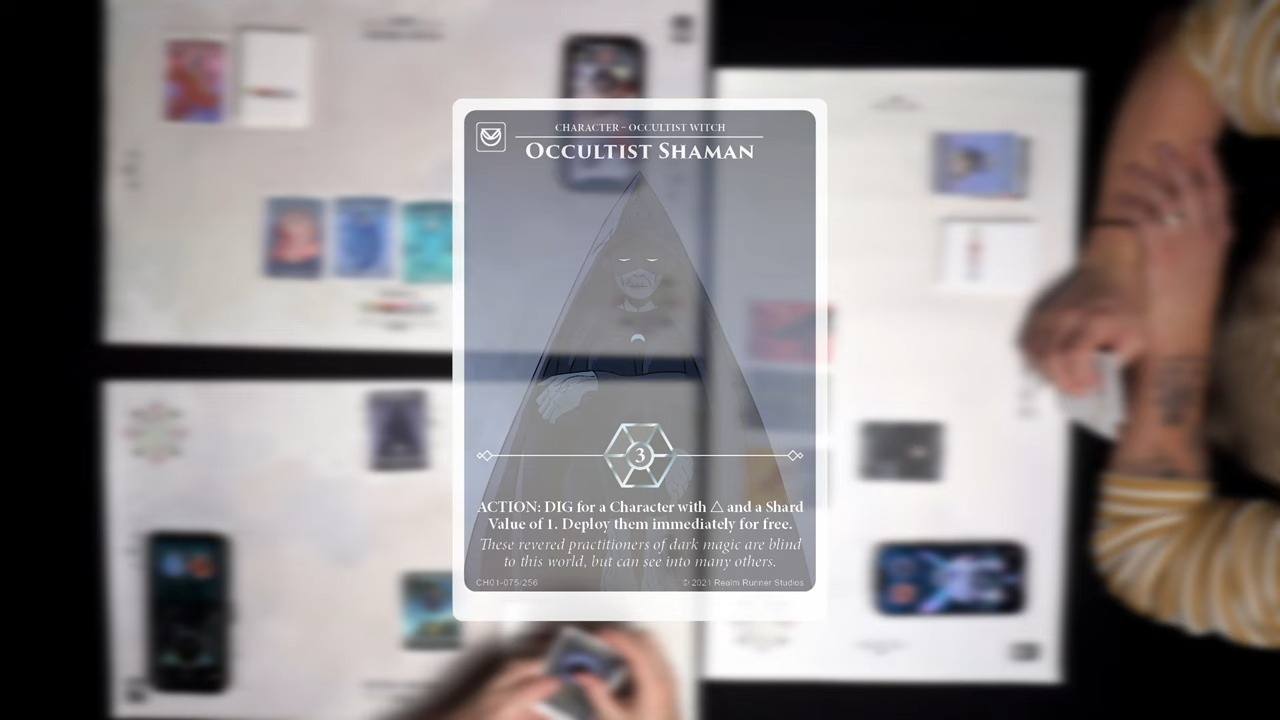 CHARACTER – OCCULTIST WITCH
OCCULTIST SHAMAN
3
ACTION: DIG for a Character with △ and a Shard
Value of 1. Deploy them immediately for free.
These revered practitioners of dark magic are blind
to this world, but can see into many others.
CH01-075/256 © 2021 Realm Runner Studios